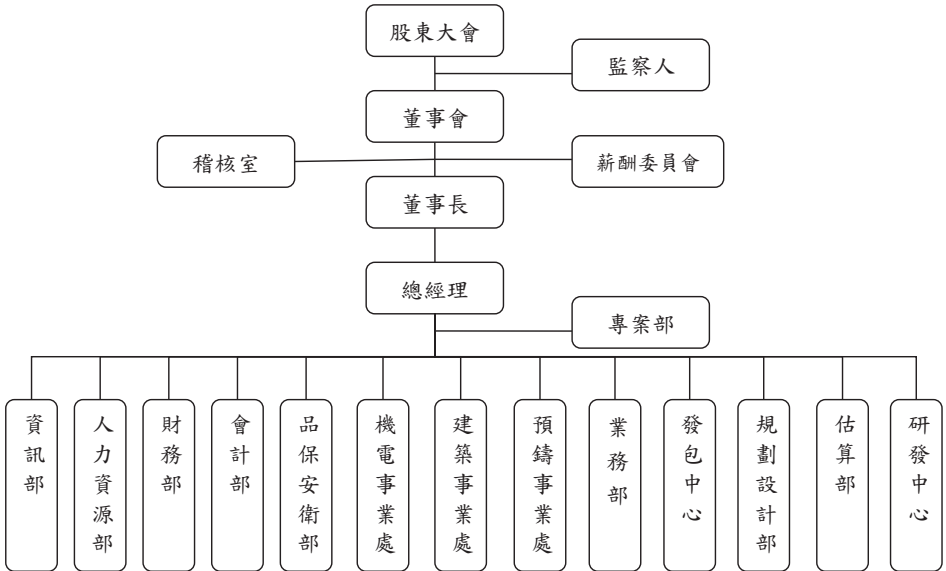 股東大會
監察人
董事會
稽核室
薪酬委員會
董事長
總經理
專案部
資訊部
人力資源部
財務部
會計部
品保安衛部
機電事業處
建築事業處
預鑄事業處
業務部
發包中心
規劃設計部
估算部
研發中心